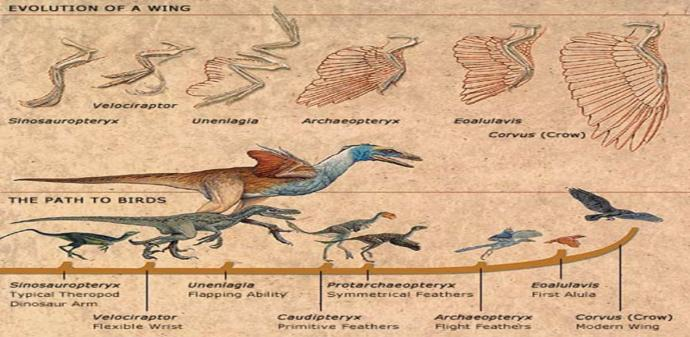 EVOLUTION OF A WING
Velociraptor
Sinosauropteryx
Unenlagia
Archaeopteryx
Eoalulavis
Corvus (Crow)
THE PATH TO BIRDS
Sinosauropteryx
Typical Theropod
Dinosaur Arm
Velociraptor
Flexible Wrist
Unenlagia
Flapping Ability
Caudipteryx
Primitive Feathers
Protarchaeopteryx
Symmetrical Feathers
Archaeopteryx
Flight Feathers
Eoalulavis
First Alula
Corvus (Crow)
Modern Wing